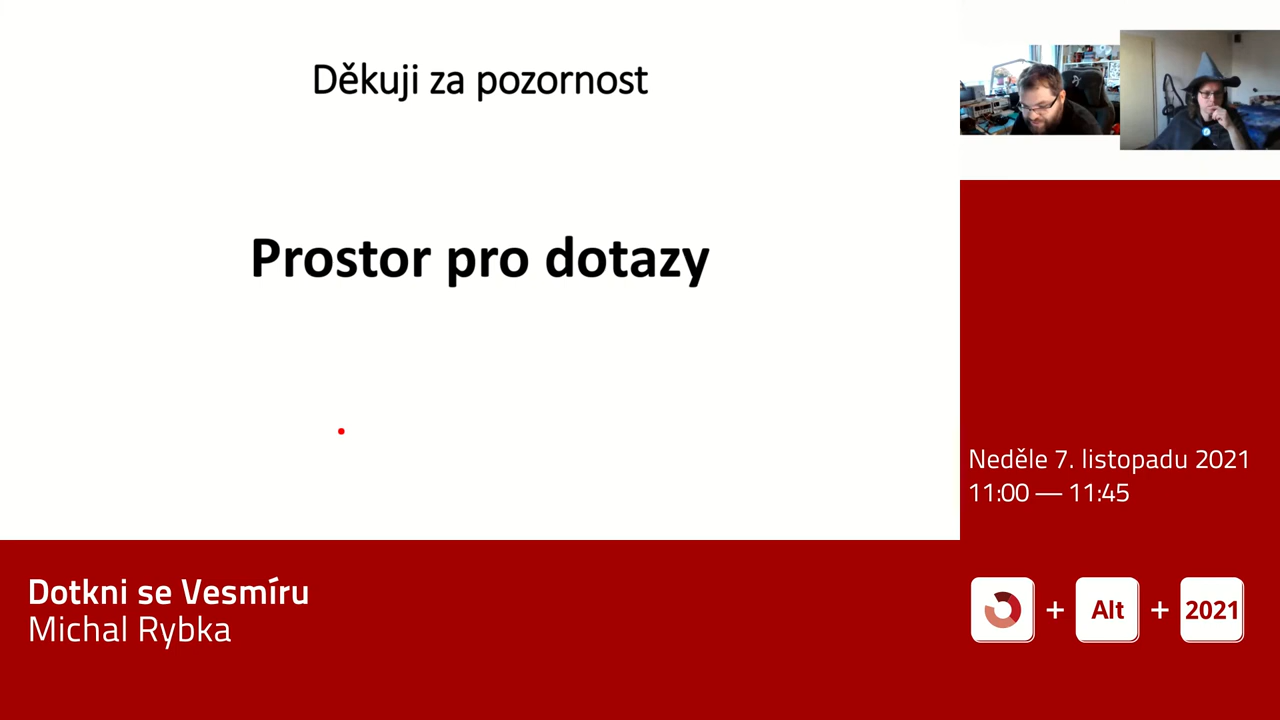 Děkuji za pozornost
Prostor pro dotazy
Neděle 7. listopadu 2021
11:00 — 11:45
Dotkni se Vesmíru
Michal Rybka
+ Alt + 2021